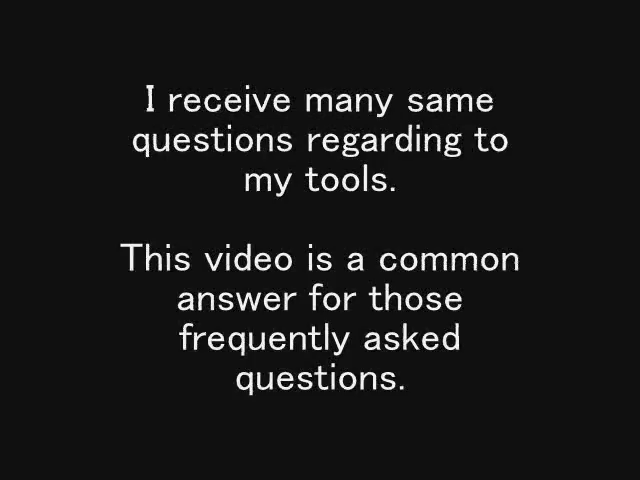 I receive many same
questions regarding to
my tools.
This video is a common
answer for those
frequently asked
questions.